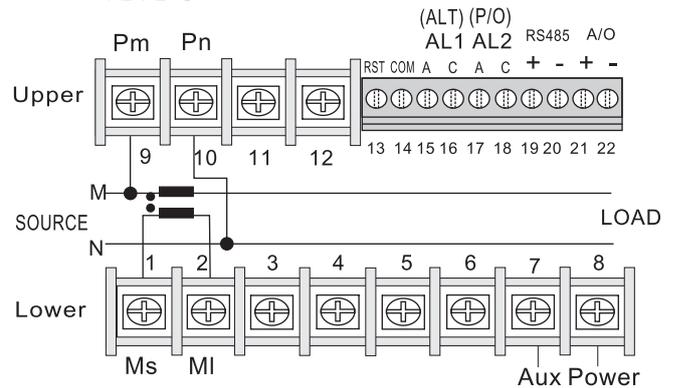 (ALT) (P/O)
Pm Pn AL1 AL2 RS485 A/O
RST COM A C A C + - + -
Upper
9 10 11 12 13 14 15 16 17 18 19 20 21 22
M
SOURCE LOAD
N
1 2 3 4 5 6 7 8
Lower
Ms Ml
Aux Power